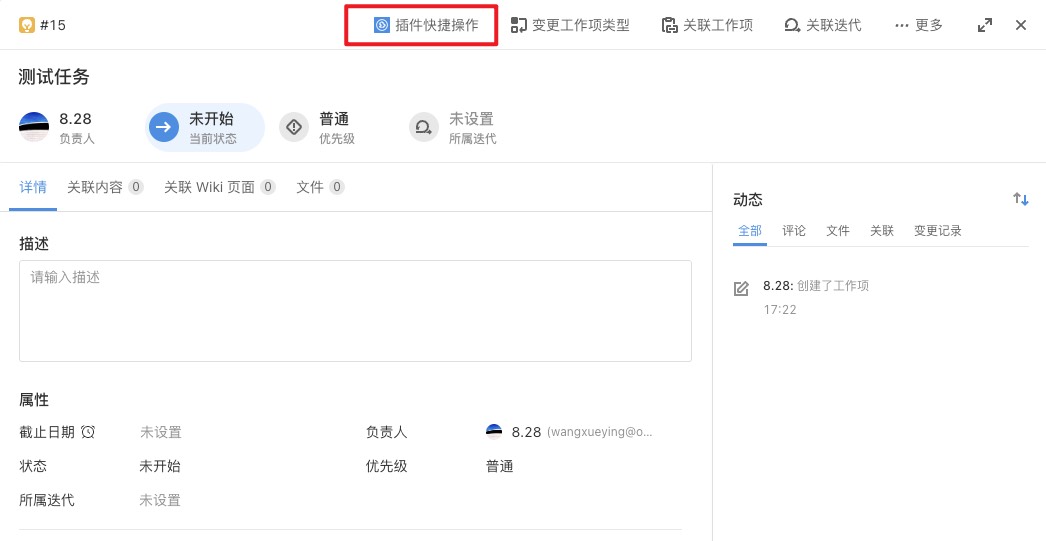 #15 插件快捷操作 变更工作项类型 关联工作项 关联迭代 ··· 更多
测试任务
8.28 未开始 普通 未设置
负责人 当前状态 优先级 所属迭代
详情 关联内容 0 关联 Wiki 页面 0 文件 0
描述
请输入描述
属性
截止日期 未设置 负责人 8.28 (wangxueying@o...
状态 未开始 优先级 普通
所属迭代 未设置
动态
全部 评论 文件 关联 变更记录
8.28: 创建了工作项
17:22